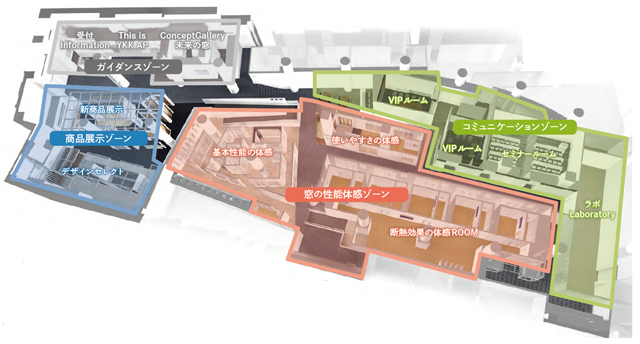 受付
Information
This is
YKK AP
ConceptGallery
未来の窓
ガイダンスゾーン
新商品展示
商品展示ゾーン
デザインセレクト
基本性能の体感
使いやすさの体感
窓の性能体感ゾーン
断熱効果の体感ROOM
VIPルーム
コミュニケーションゾーン
VIPルーム
セミナールーム
ラボ
Laboratory